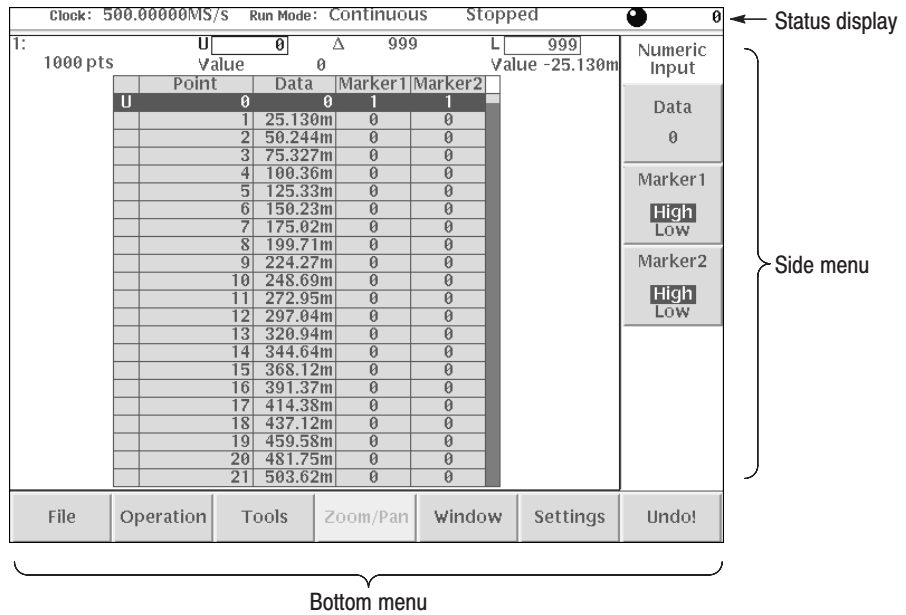 Clock: 500.00000MS/s Run Mode: Continuous Stopped 0
Status display
1: U 0 Δ 999 L 999
1000 pts Value 0 Value -25.130m
Numeric
Input
Point Data Marker1 Marker2
U 0 0 1 1
1 25.130m 0 0
2 50.244m 0 0
3 75.327m 0 0
4 100.36m 0 0
5 125.33m 0 0
6 150.23m 0 0
7 175.02m 0 0
8 199.71m 0 0
9 224.27m 0 0
10 248.69m 0 0
11 272.95m 0 0
12 297.04m 0 0
13 320.94m 0 0
14 344.64m 0 0
15 368.12m 0 0
16 391.37m 0 0
17 414.38m 0 0
18 437.12m 0 0
19 459.58m 0 0
20 481.75m 0 0
21 503.62m 0 0
Data
0
Marker1
High
Low
Marker2
High
Low
Side menu
File Operation Tools Zoom/Pan Window Settings Undo!
Bottom menu